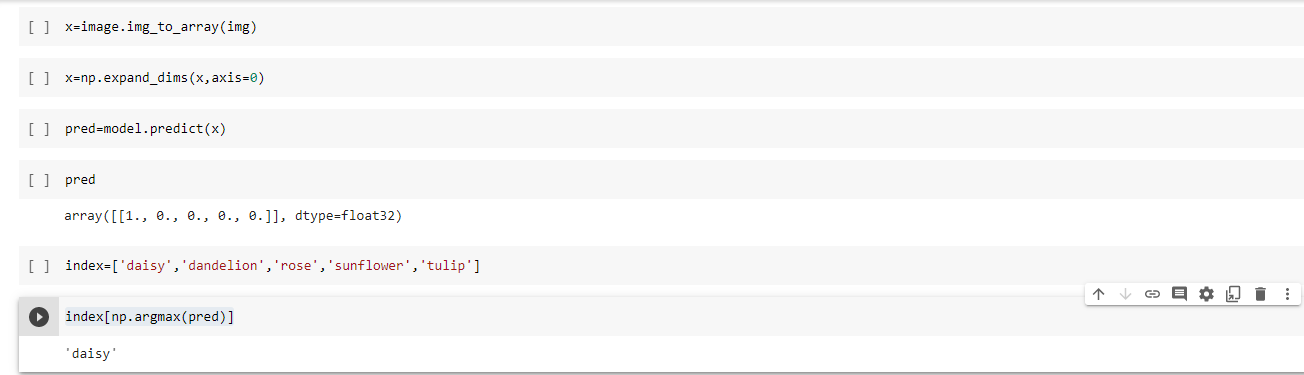 [ ] x=image.img_to_array(img)
[ ] x=np.expand_dims(x,axis=0)
[ ] pred=model.predict(x)
[ ] pred
array([[1., 0., 0., 0., 0.]], dtype=float32)
[ ] index=['daisy','dandelion','rose','sunflower','tulip']
index[np.argmax(pred)]
'daisy'